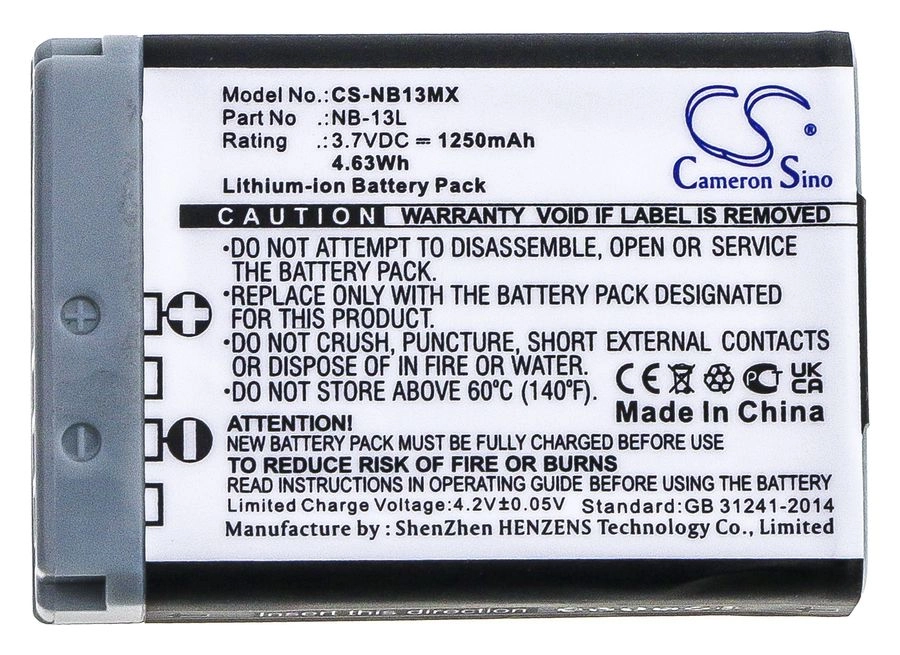 Model No.:CS-NB13MX
Part No .:NB-13L
Rating .:3.7VDC ⎓ 1250mAh
4.63Wh
Lithium-ion Battery Pack
CS®
Cameron Sino
CAUTION WARRANTY VOID IF LABEL IS REMOVED
•DO NOT ATTEMPT TO DISASSEMBLE, OPEN OR SERVICE
THE BATTERY PACK.
•REPLACE ONLY WITH THE BATTERY PACK DESIGNATED
FOR THIS PRODUCT.
•DO NOT CRUSH, PUNCTURE, SHORT EXTERNAL CONTACTS
OR DISPOSE OF IN FIRE OR WATER.
•DO NOT STORE ABOVE 60°C (140°F).
CE UK CA
Made In China
ATTENTION!
NEW BATTERY PACK MUST BE FULLY CHARGED BEFORE USE
TO REDUCE RISK OF FIRE OR BURNS
READ INSTRUCTIONS IN OPERATING GUIDE BEFORE USING BATTERY
Limited Charge Voltage:4.2V±0.05V Standard:GB 31241-2014
Manufacture by : ShenZhen HENZENS Technology Co., Limited
Insert this direction